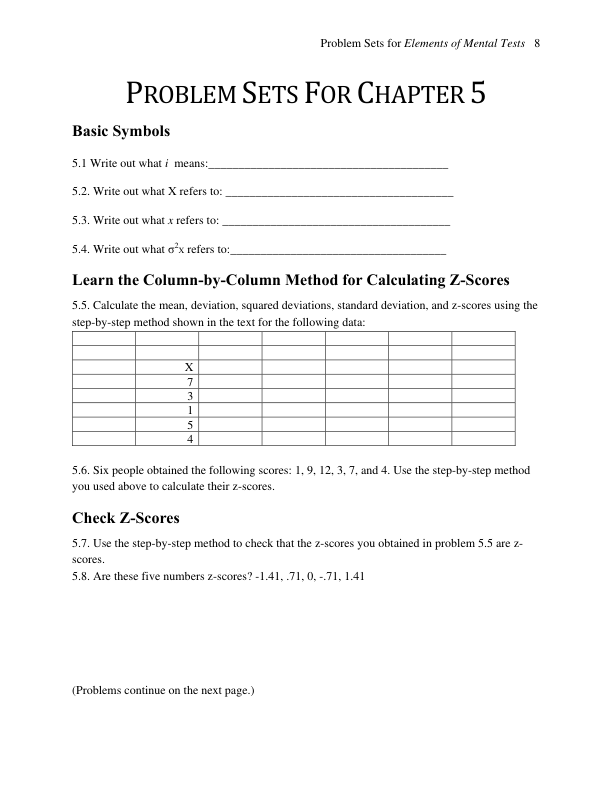 Problem Sets for Elements of Mental Tests 8
PROBLEM SETS FOR CHAPTER 5
Basic Symbols
5.1 Write out what i means:________________________________________
5.2. Write out what X refers to: ______________________________________
5.3. Write out what x refers to: ______________________________________
5.4. Write out what σ²x refers to:____________________________________
Learn the Column-by-Column Method for Calculating Z-Scores
5.5. Calculate the mean, deviation, squared deviations, standard deviation, and z-scores using the
step-by-step method shown in the text for the following data:
X
7
3
1
5
4
5.6. Six people obtained the following scores: 1, 9, 12, 3, 7, and 4. Use the step-by-step method
you used above to calculate their z-scores.
Check Z-Scores
5.7. Use the step-by-step method to check that the z-scores you obtained in problem 5.5 are z-
scores.
5.8. Are these five numbers z-scores? -1.41, .71, 0, -.71, 1.41
(Problems continue on the next page.)